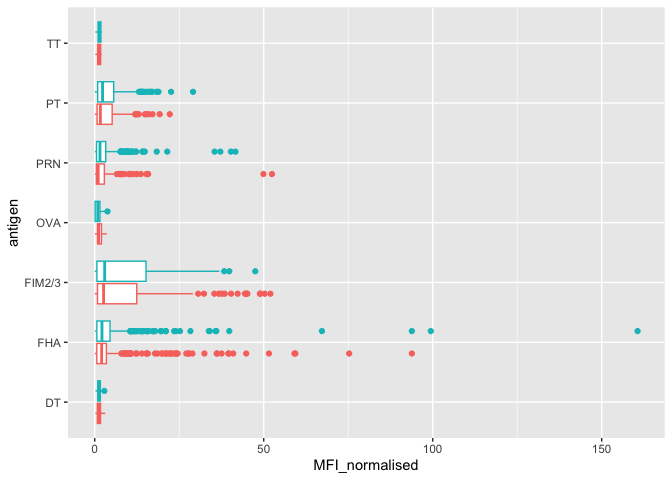 TT
PT
PRN
OVA
FIM2/3
FHA
DT
antigen
0
50
100
150
MFI_normalised